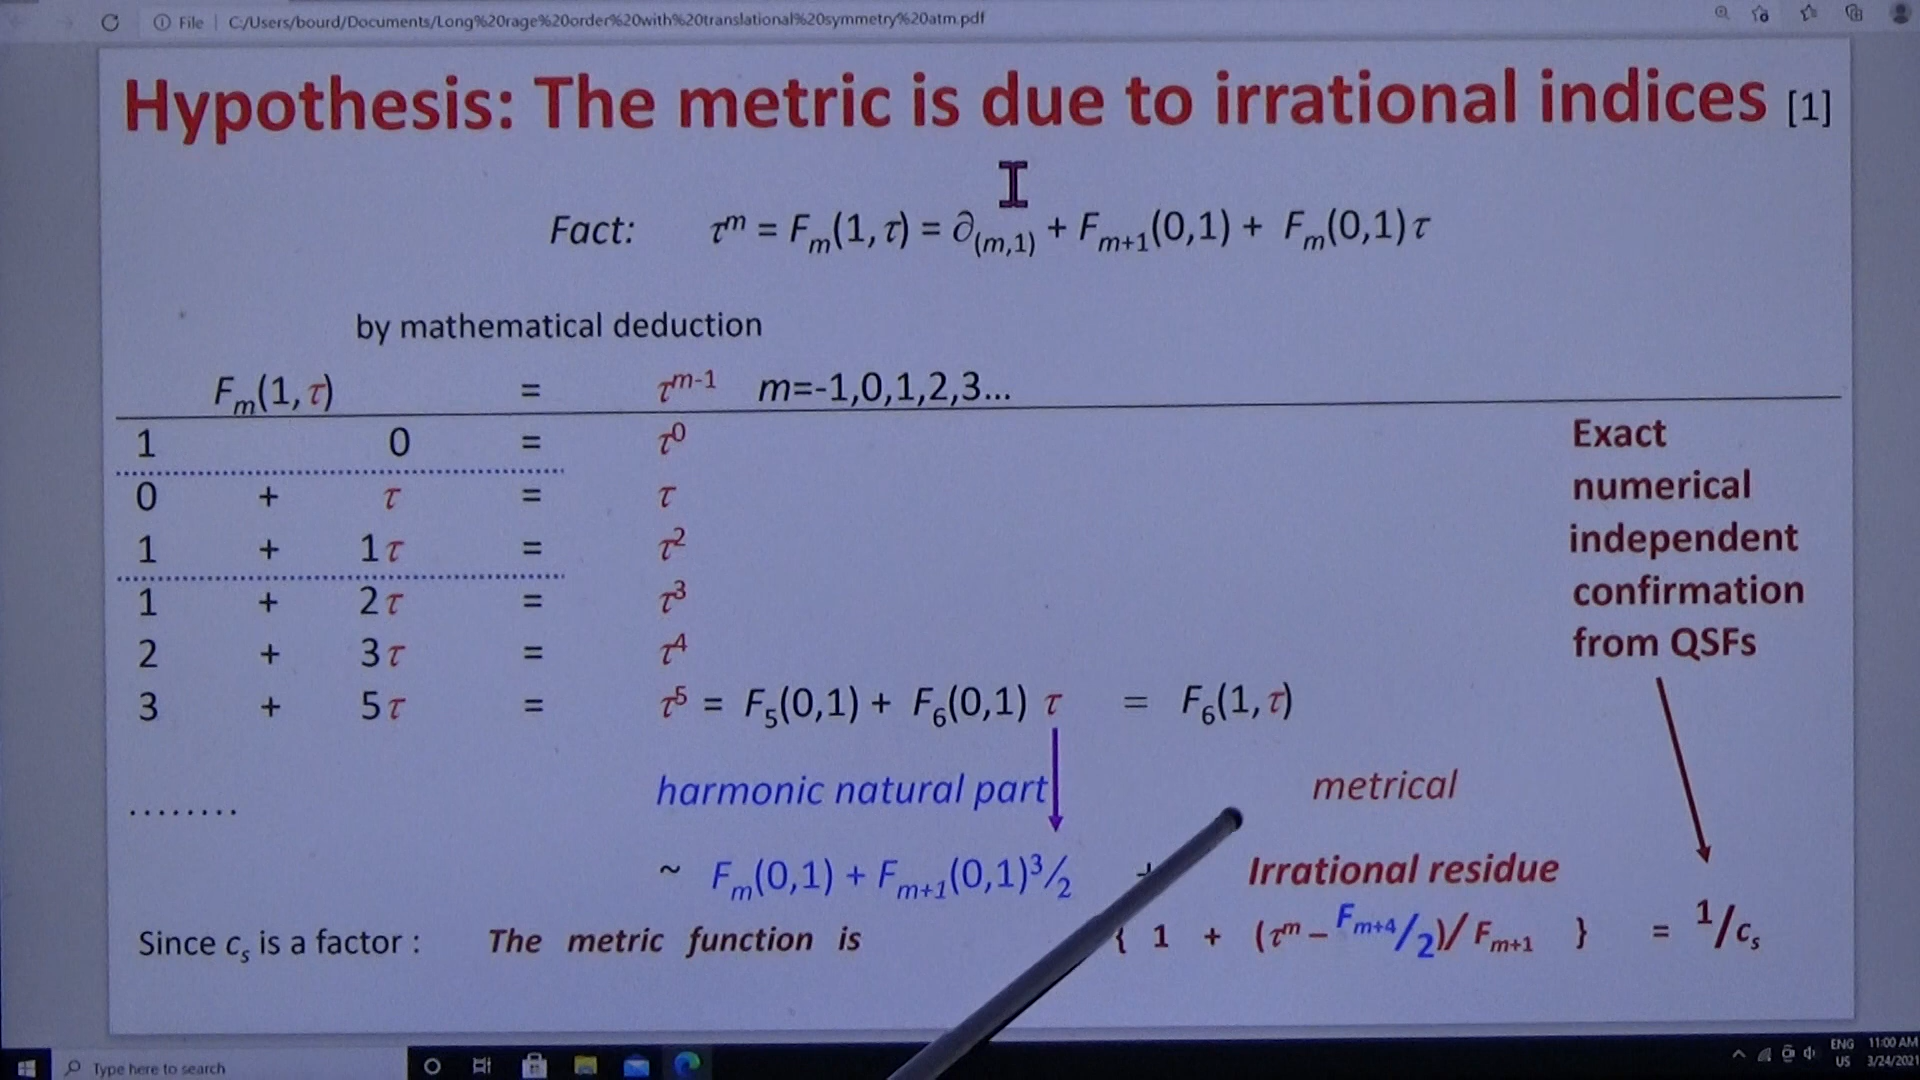 File | C:/Users/bourd/Documents/Long%20rage%20order%20with%20translational%20symmetry%20atm.pdf
Hypothesis: The metric is due to irrational indices [1]
Fact: τᵐ = Fₘ(1,τ) = ∂₍ₘ,₁₎ + Fₘ₊₁(0,1) + Fₘ(0,1)τ
by mathematical deduction
Fₘ(1,τ) = τᵐ⁻¹ m=-1,0,1,2,3...
1 0 = τ⁰
0 + τ = τ
1 + 1τ = τ²
1 + 2τ = τ³
2 + 3τ = τ⁴
3 + 5τ = τ⁵ = F₅(0,1) + F₆(0,1) τ = F₆(1,τ)
Exact
numerical
independent
confirmation
from QSFs
........ harmonic natural part metrical
~ Fₘ(0,1) + Fₘ₊₁(0,1)³⁄₂ Irrational residue
Since cₛ is a factor : The metric function is { 1 + (τᵐ – Fₘ₊₄/2)/ Fₘ₊₁ } = 1/cₛ
Type here to search
ENG 11:00 AM
US 3/24/2021